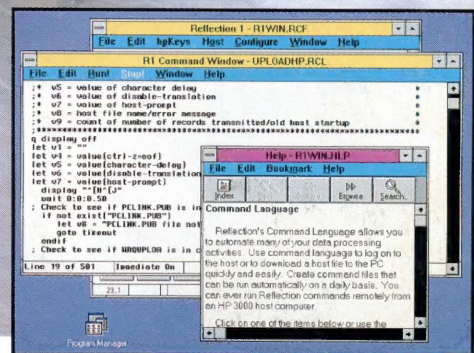 Reflection 1 - R1WIN.RCF
File Edit hpKeys Host Configure Window Help
R1 Command Window - UPLOADHP.RCL
File Edit Run! Stop! Window Help
;* v5 = value of character delay *
;* v6 = value of disable-translation *
;* v7 = value of host-prompt *
;* v8 = host file name/error message *
;* v9 = count of number of records transmitted/old host startup *
q display off
let v1 = ""
let v4 = value(ctrl-z=eof)
let v5 = value(character-delay)
let v6 = value(disable-translation
let v7 = value(host-prompt)
display "^[H^[J"
wait 0:0:0.50
; Check to see if PCLINK.PUB is in
if not exist("PCLINK.PUB")
let v8 = "PCLINK.PUB file not
goto timeout
endif
; Check to see if is in c
Line 19 of 501 Immediate On
23.1
Program Manager
Help - R1WIN.HLP
File Edit Bookmark Help
Index Browse Search..
Command Language
Reflection's Command Language allows you
to automate many of your data processing
activities. Use command language to log on to
the host or to download a host file to the PC
quickly and easily. Create command files that
can be run automatically on a daily basis. You
can even run Reflection commands remotely from
an HP 3000 host computer.
Click on one of the items below or use the